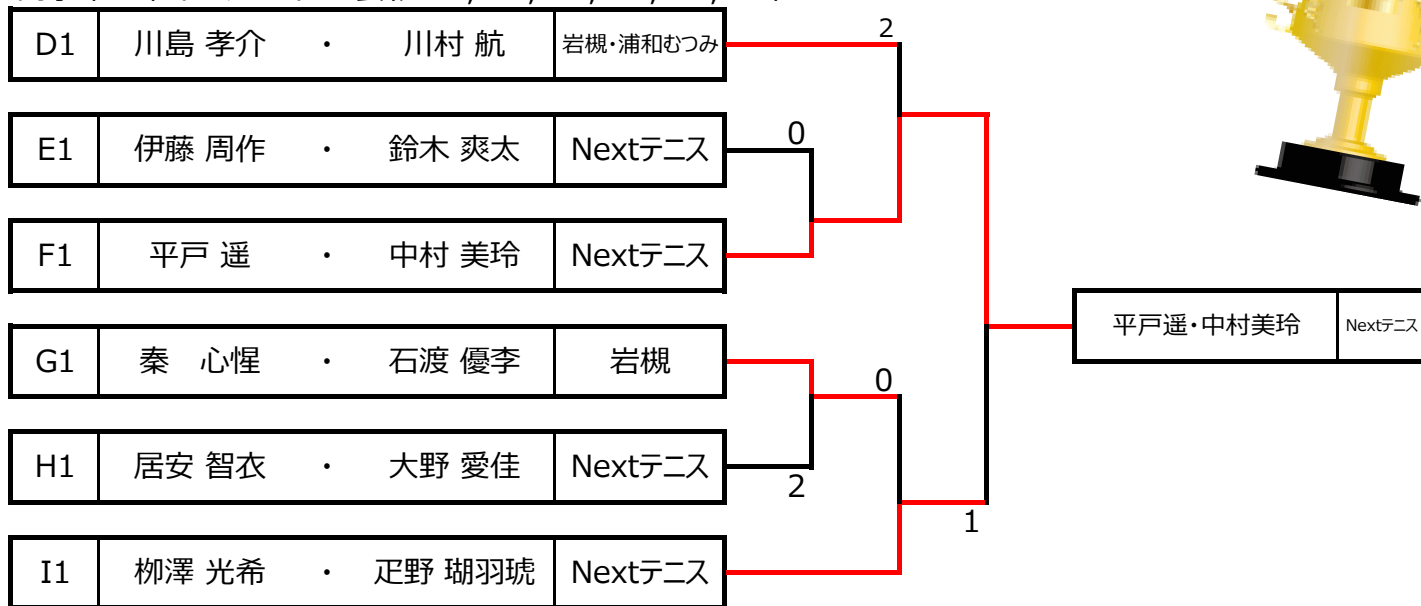 D1 川島 孝介 ・ 川村 航 岩槻・浦和むつみ
2
E1 伊藤 周作 ・ 鈴木 爽太 Nextテニス
0
F1 平戸 遥 ・ 中村 美玲 Nextテニス
平戸遥・中村美玲 Nextテニス
G1 秦　心惺 ・ 石渡 優李 岩槻
0
H1 居安 智衣 ・ 大野 愛佳 Nextテニス
2
1
I1 栁澤 光希 ・ 疋野 瑚羽琥 Nextテニス